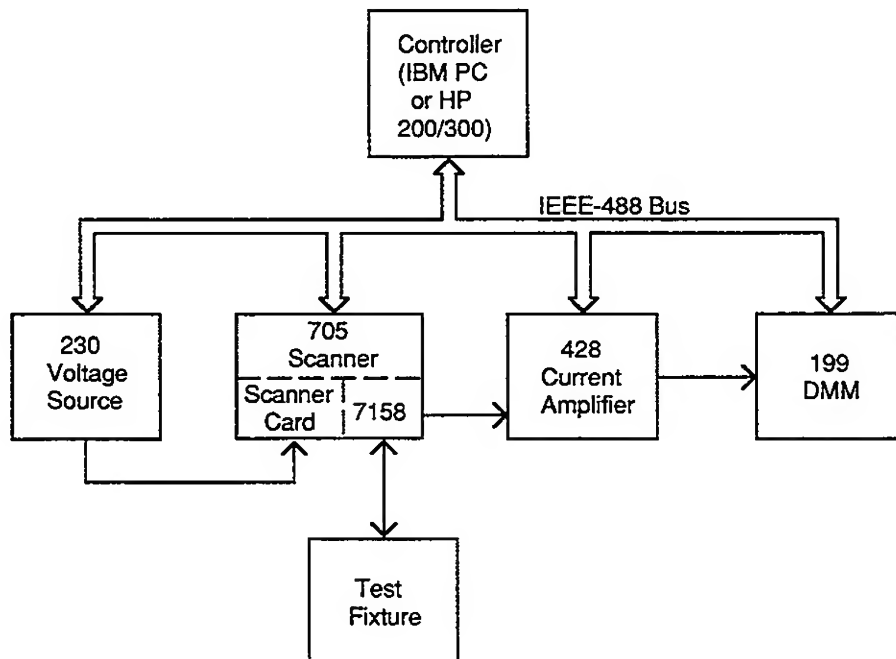 Controller
(IBM PC
or HP
200/300)
IEEE-488 Bus
230
Voltage
Source
705
Scanner
Scanner
Card
7158
428
Current
Amplifier
199
DMM
Test
Fixture